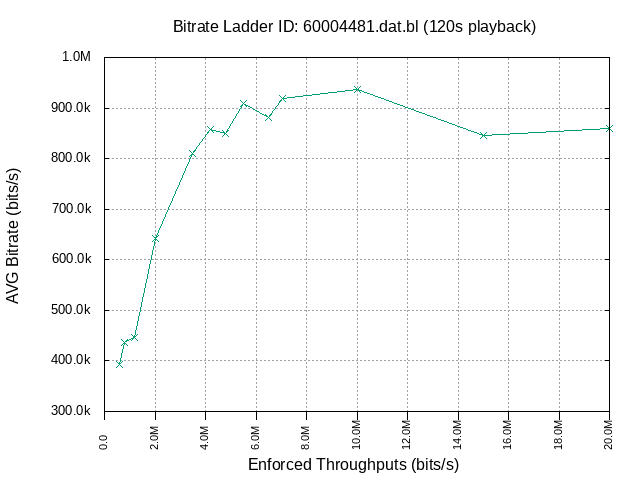 Bitrate Ladder ID: 60004481.dat.bl (120s playback)
1.0M
900.0k
800.0k
700.0k
600.0k
500.0k
400.0k
300.0k
AVG Bitrate (bits/s)
0.0
2.0M
4.0M
6.0M
8.0M
10.0M
12.0M
14.0M
16.0M
18.0M
20.0M
Enforced Throughputs (bits/s)